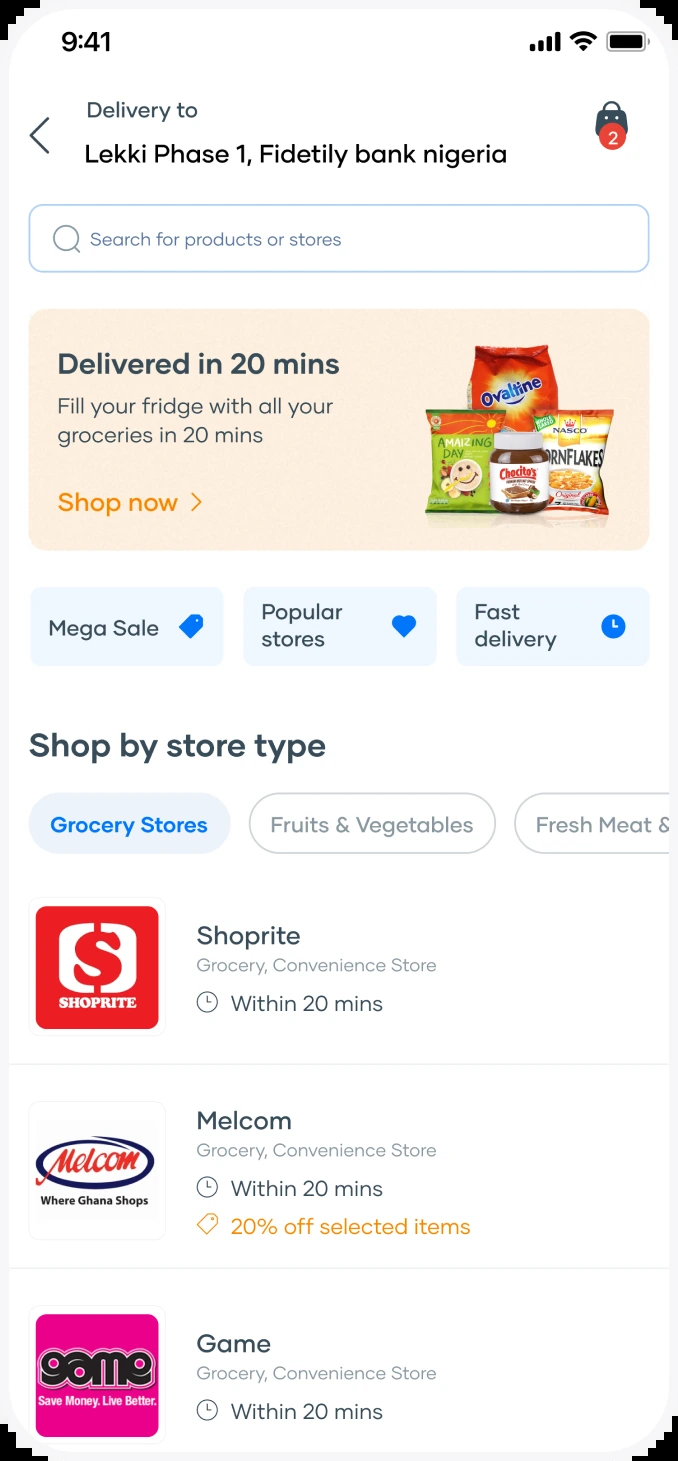 9:41
Delivery to
Lekki Phase 1, Fidetily bank nigeria
2
Search for products or stores
Delivered in 20 mins
Fill your fridge with all your
groceries in 20 mins
Shop now
Ovaltine
AMAIZING
DAY
NASCO
ORNFLAKES
Chocito's
Original
Mega Sale
Popular
stores
Fast
delivery
Shop by store type
Grocery Stores
Fruits & Vegetables
Fresh Meat &
SHOPRITE
Shoprite
Grocery, Convenience Store
Within 20 mins
Melcom
Where Ghana Shops
Melcom
Grocery, Convenience Store
Within 20 mins
20% off selected items
game
Save Money. Live Better.
Game
Grocery, Convenience Store
Within 20 mins